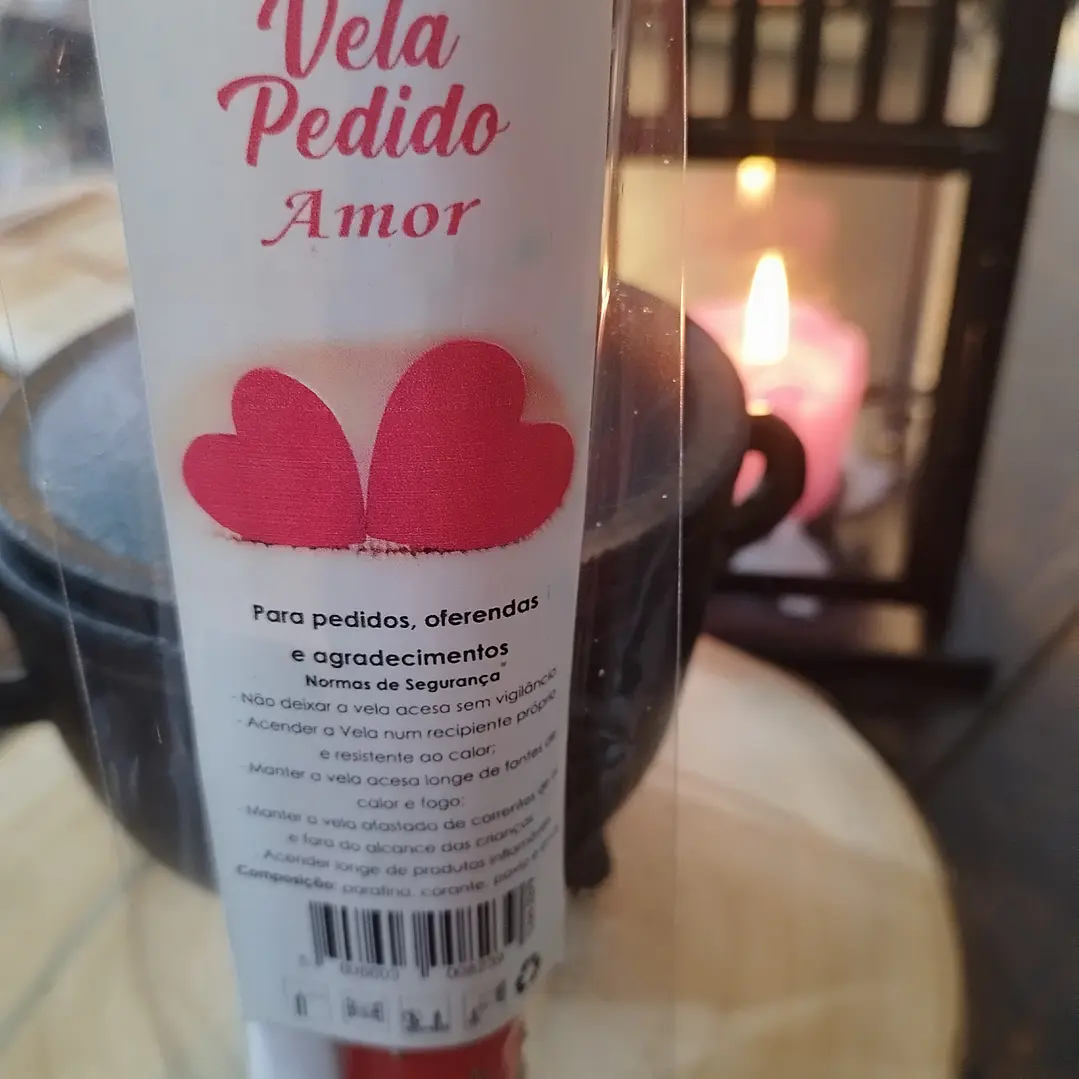 Vela
Pedido
Amor
Para pedidos, oferendas
e agradecimentos
Normas de Segurança
- Não deixar a vela acesa sem vigilância
- Acender a Vela num recipiente próprio
e resistente ao calor;
- Manter a vela acesa longe de fontes de
calor e fogo;
- Manter a vela afastada de correntes de
e fora do alcance das crianças.
Acender longe de produtos inflamáveis
Composição: parafina, corante,